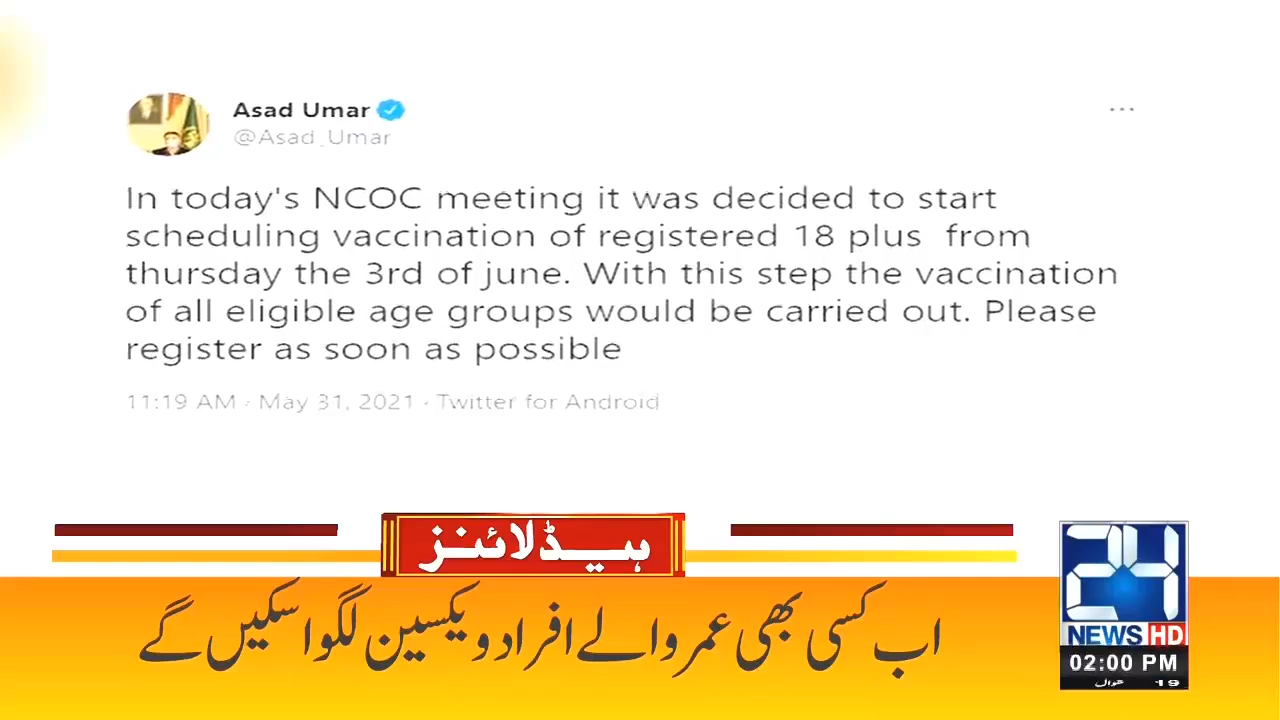 Asad Umar
@Asad_Umar
In today's NCOC meeting it was decided to start
scheduling vaccination of registered 18 plus from
thursday the 3rd of june. With this step the vaccination
of all eligible age groups would be carried out. Please
register as soon as possible
11:19 AM · May 31, 2021 · Twitter for Android
ہیڈلائنز
اب کسی بھی عمر والے افراد ویکسین لگوا سکیں گے
24
NEWS HD
02:00 PM
19 شوال